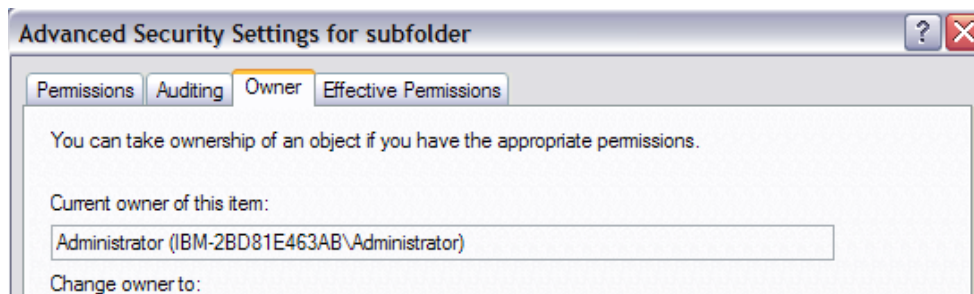 Advanced Security Settings for subfolder
Permissions Auditing Owner Effective Permissions
You can take ownership of an object if you have the appropriate permissions.
Current owner of this item:
Administrator (IBM-2BD81E463AB\Administrator)
Change owner to: